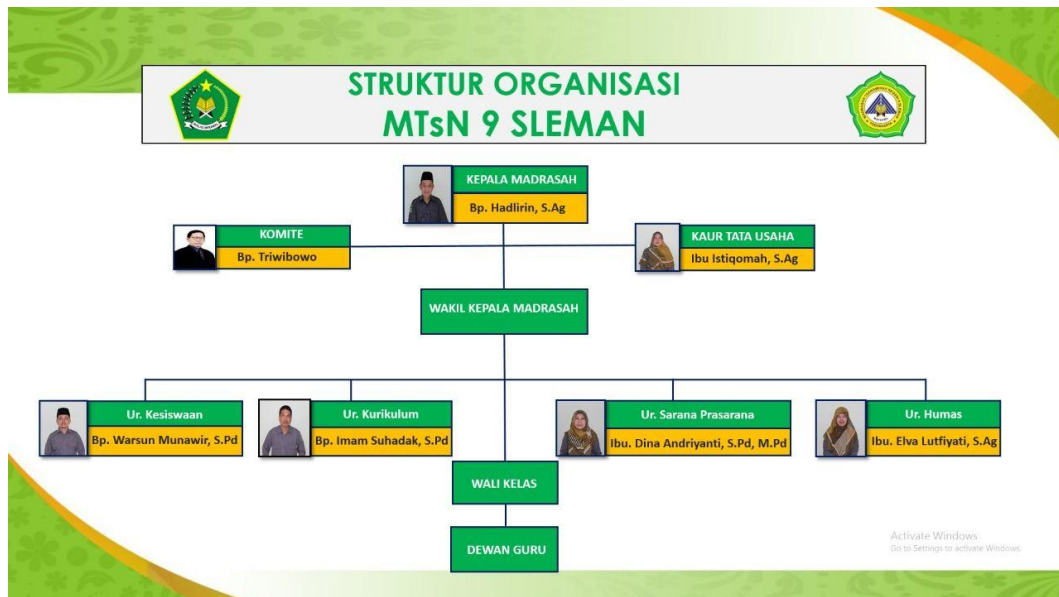 STRUKTUR ORGANISASI
MTsN 9 SLEMAN
KEPALA MADRASAH
Bp. Hadlirin, S.Ag
KOMITE
Bp. Triwibowo
KAUR TATA USAHA
Ibu Istiqomah, S.Ag
WAKIL KEPALA MADRASAH
Ur. Kesiswaan
Bp. Warsun Munawir, S.Pd
Ur. Kurikulum
Bp. Imam Suhadak, S.Pd
Ur. Sarana Prasarana
Ibu. Dina Andriyanti, S.Pd, M.Pd
Ur. Humas
Ibu. Elva Lutfiyati, S.Ag
WALI KELAS
DEWAN GURU
Activate Windows
Go to Settings to activate Windows.